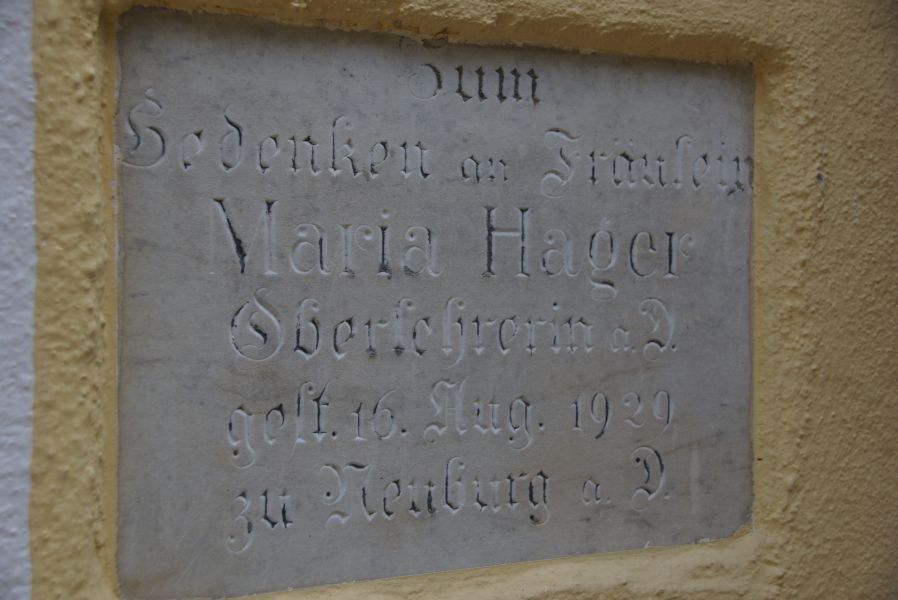 Zum
Gedenken an Fräulein
Maria Hager
Oberlehrerin a. D.
gest. 16. Aug. 1929
zu Neuburg a. D.